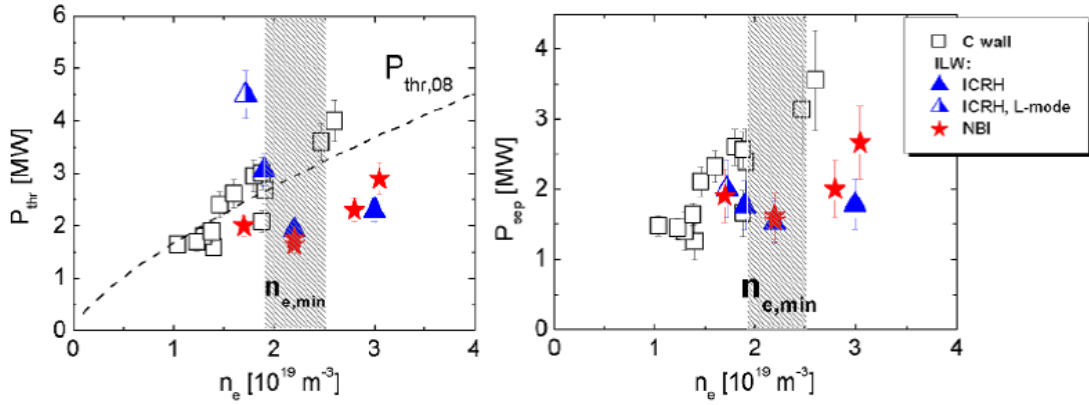 6
5
4
3
2
1
0
P_thr [MW]
P_thr,08
n_e,min
0 1 2 3 4
n_e [10^19 m^-3]
4
3
2
1
0
P_sep [MW]
n_e,min
0 1 2 3 4
n_e [10^19 m^-3]
C wall
ILW:
ICRH
ICRH, L-mode
NBI